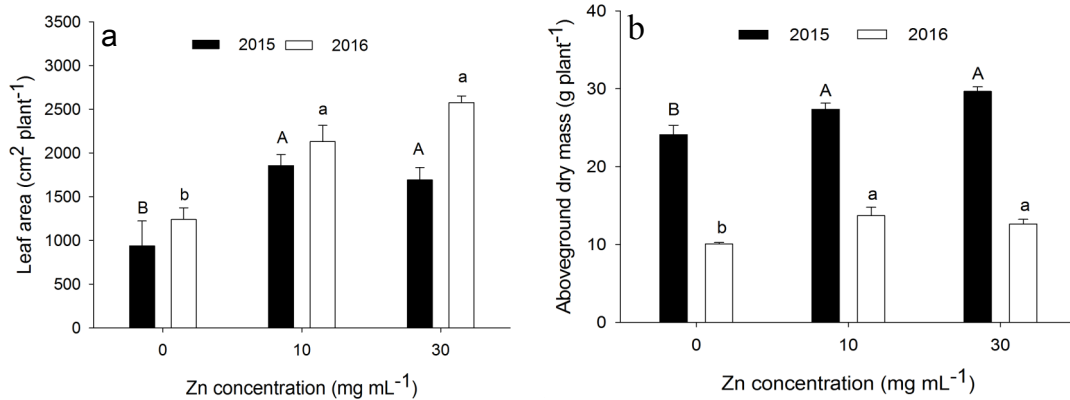 a
2015 2016
Leaf area (cm² plant⁻¹)
3500
3000
2500
2000
1500
1000
500
0
B b A a A a
0 10 30
Zn concentration (mg mL⁻¹)
b
2015 2016
Aboveground dry mass (g plant⁻¹)
40
30
20
10
0
B b A a A a
0 10 30
Zn concentration (mg mL⁻¹)